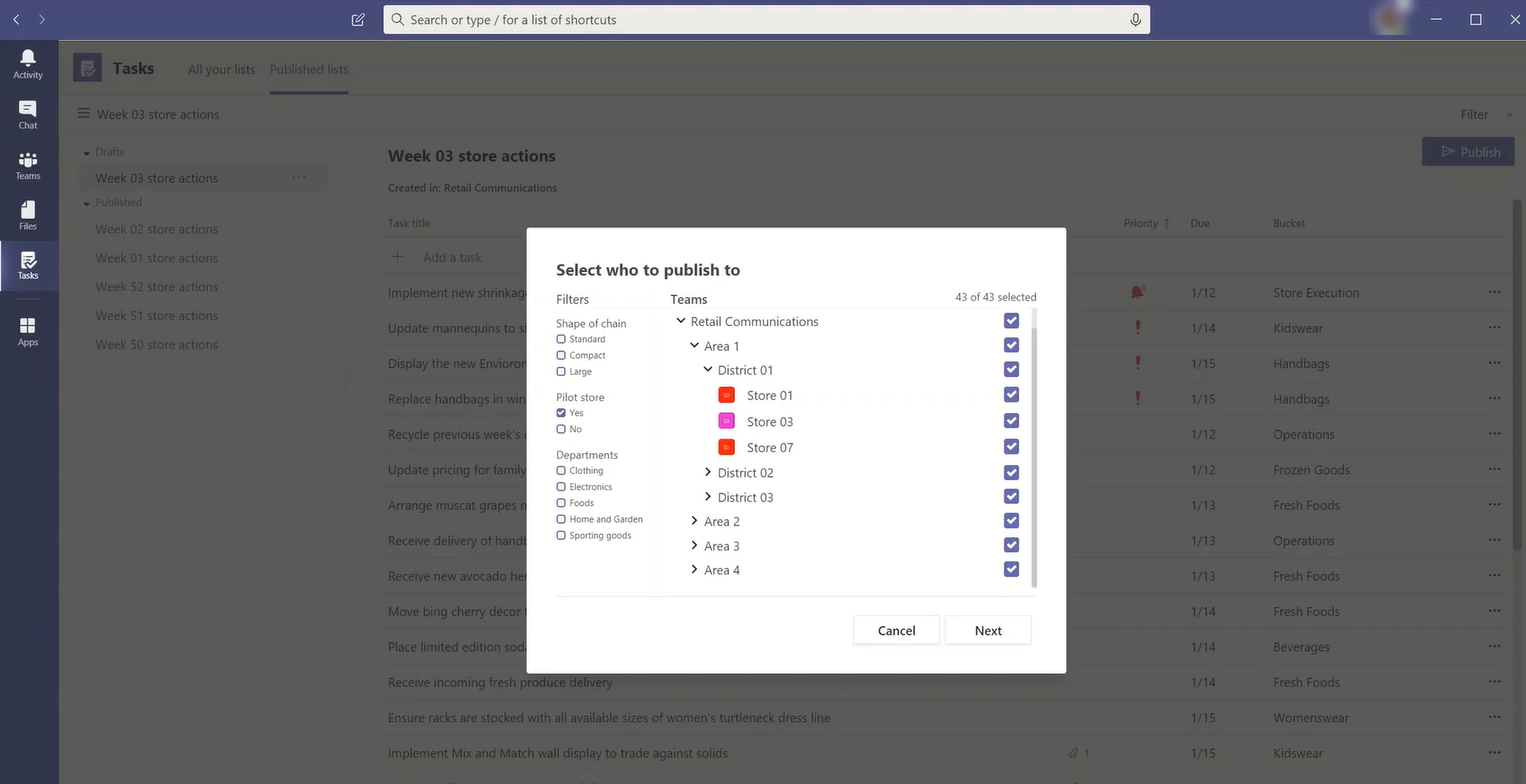 Search or type / for a list of shortcuts
Activity
Chat
Teams
Files
Tasks
Apps
Tasks
All your lists
Published lists
Week 03 store actions
Filter
Drafts
Week 03 store actions
Published
Week 02 store actions
Week 01 store actions
Week 52 store actions
Week 51 store actions
Week 50 store actions
Week 03 store actions
Publish
Created in: Retail Communications
Task title
Priority ↑
Due
Bucket
+ Add a task
Implement new shrinkag
1/12
Store Execution
Update mannequins to s
1/14
Kidswear
Display the new Environ
1/15
Handbags
Replace handbags in win
1/15
Handbags
Recycle previous week's
1/12
Operations
Update pricing for family
1/12
Frozen Goods
Arrange muscat grapes
1/13
Fresh Foods
Receive delivery of handb
1/13
Operations
Receive new avocado her
1/13
Fresh Foods
Move bing cherry décor
1/14
Fresh Foods
Place limited edition soda
1/14
Beverages
Receive incoming fresh produce delivery
1/14
Fresh Foods
Ensure racks are stocked with all available sizes of women's turtleneck dress line
1/15
Womenswear
Implement Mix and Match wall display to trade against solids
1
1/15
Kidswear
Select who to publish to
Filters
Shape of chain
Standard
Compact
Large
Pilot store
Yes
No
Departments
Clothing
Electronics
Foods
Home and Garden
Sporting goods
Teams
43 of 43 selected
Retail Communications
Area 1
District 01
Store 01
Store 03
Store 07
District 02
District 03
Area 2
Area 3
Area 4
Cancel
Next